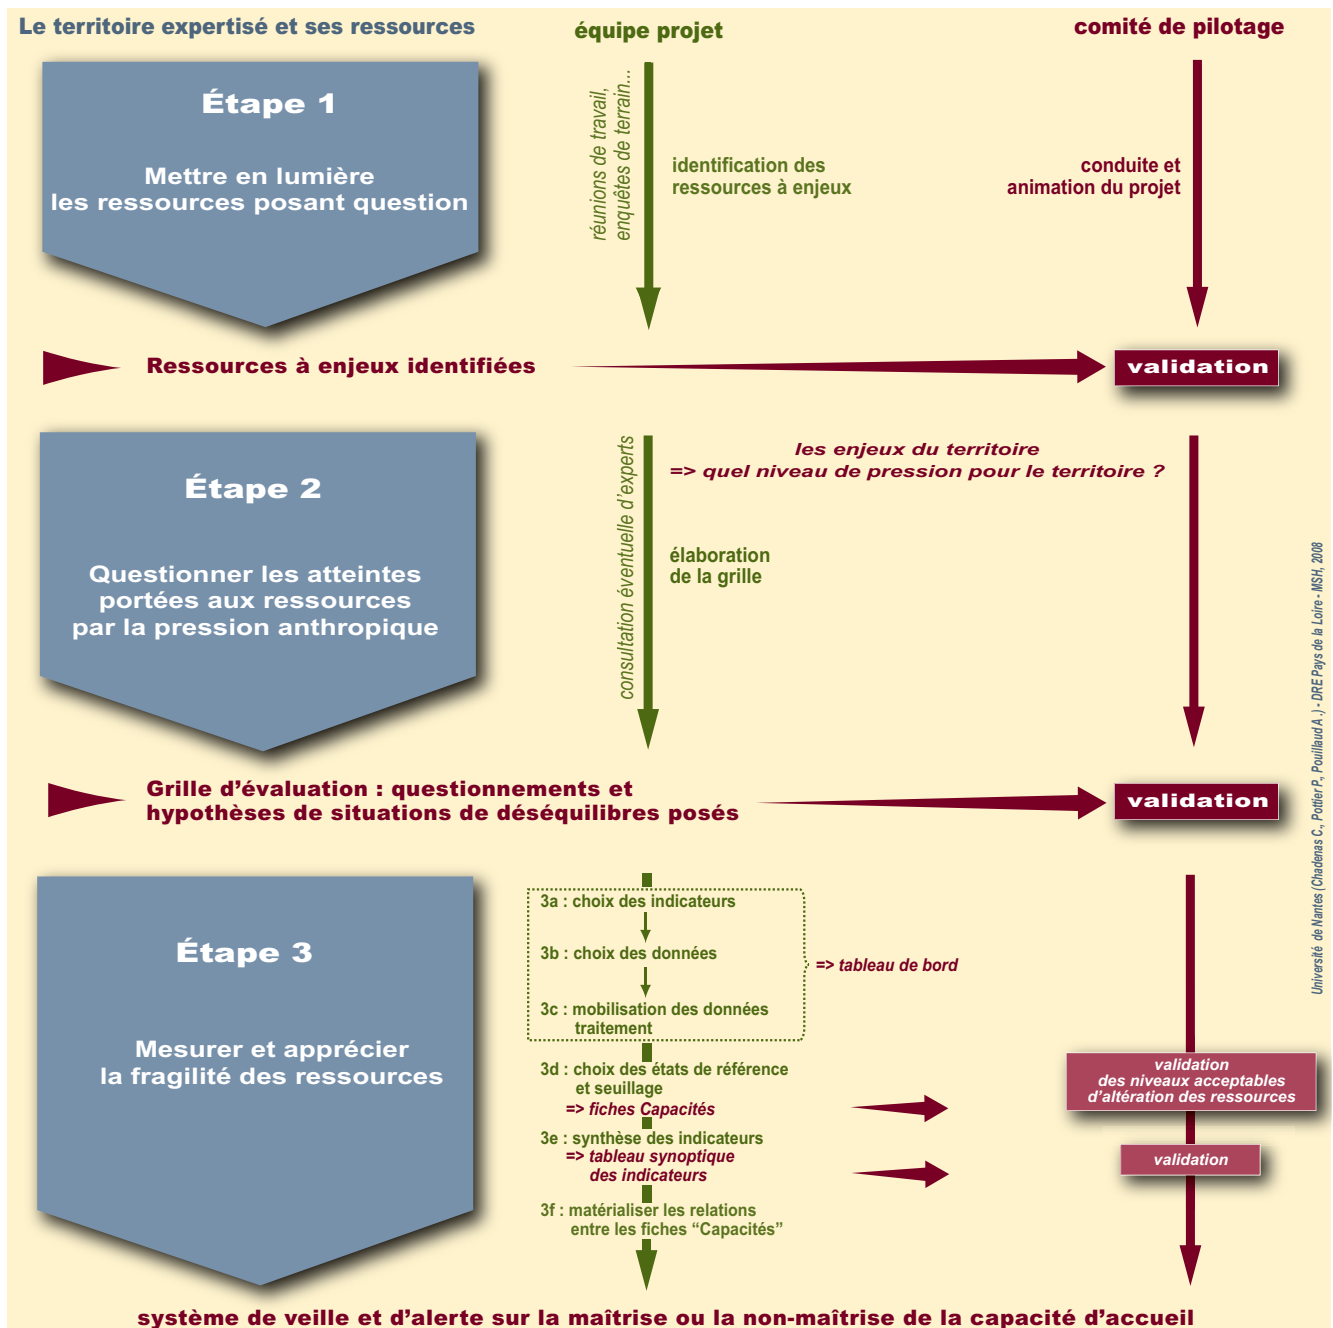 Le territoire expertisé et ses ressources
équipe projet
comité de pilotage
Étape 1
Mettre en lumière
les ressources posant question
réunions de travail,
enquêtes de terrain...
identification des
ressources à enjeux
conduite et
animation du projet
Ressources à enjeux identifiées
validation
Étape 2
Questionner les atteintes
portées aux ressources
par la pression anthropique
consultation éventuelle d'experts
les enjeux du territoire
=> quel niveau de pression pour le territoire ?
élaboration
de la grille
Grille d'évaluation : questionnements et
hypothèses de situations de déséquilibres posés
validation
Étape 3
Mesurer et apprécier
la fragilité des ressources
3a : choix des indicateurs
3b : choix des données
3c : mobilisation des données
traitement
=> tableau de bord
3d : choix des états de référence
et seuillage
=> fiches Capacités
validation
des niveaux acceptables
d'altération des ressources
3e : synthèse des indicateurs
=> tableau synoptique
des indicateurs
validation
3f : matérialiser les relations
entre les fiches “Capacités”
système de veille et d'alerte sur la maîtrise ou la non-maîtrise de la capacité d'accueil
Université de Nantes (Chadenas C., Pottier P., Pouillaud A .) - DRE Pays de la Loire - MSH, 2008